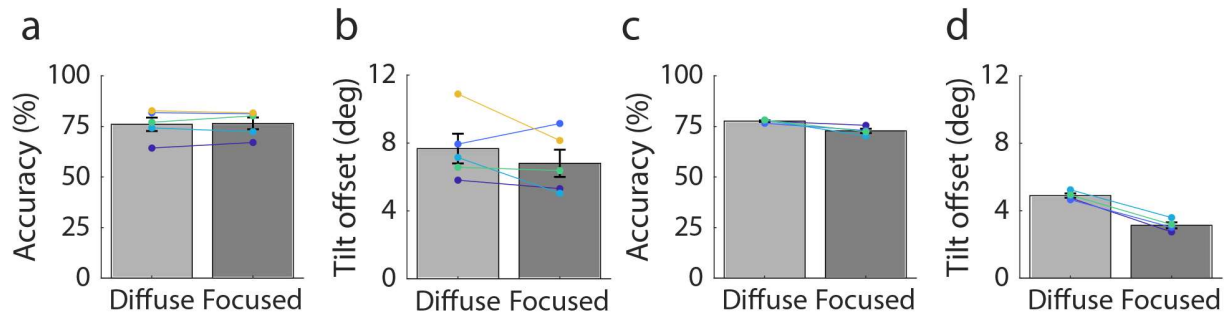 a
Accuracy (%)
100
75
50
25
0
Diffuse Focused
b
Tilt offset (deg)
12
8
4
0
Diffuse Focused
c
Accuracy (%)
100
75
50
25
0
Diffuse Focused
d
Tilt offset (deg)
12
8
4
0
Diffuse Focused